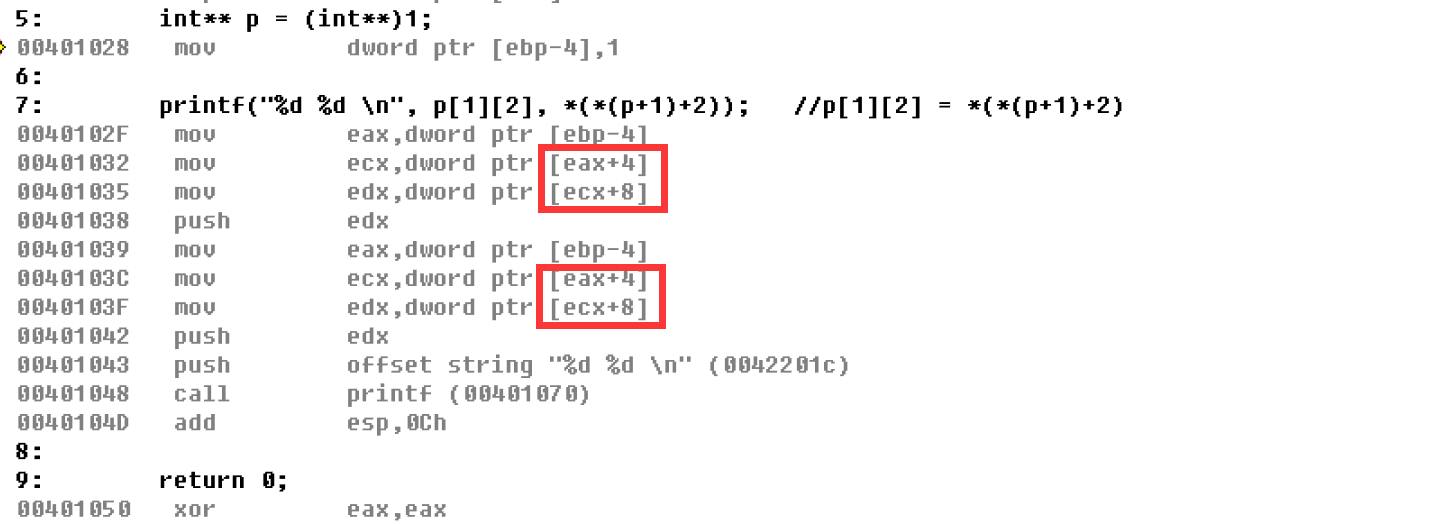 5: int** p = (int**)1;
00401028 mov dword ptr [ebp-4],1
6:
7: printf("%d %d \n", p[1][2], *(*(p+1)+2)); //p[1][2] = *(*(p+1)+2)
0040102F mov eax,dword ptr [ebp-4]
00401032 mov ecx,dword ptr [eax+4]
00401035 mov edx,dword ptr [ecx+8]
00401038 push edx
00401039 mov eax,dword ptr [ebp-4]
0040103C mov ecx,dword ptr [eax+4]
0040103F mov edx,dword ptr [ecx+8]
00401042 push edx
00401043 push offset string "%d %d \n" (0042201c)
00401048 call printf (00401070)
0040104D add esp,0Ch
8:
9: return 0;
00401050 xor eax,eax